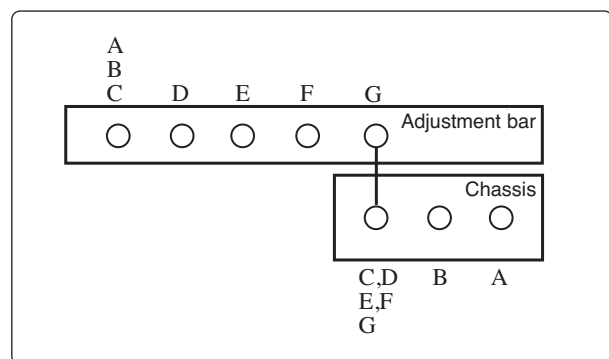 A
B
C D E F G
Adjustment bar
Chassis
C,D B A
E,F
G